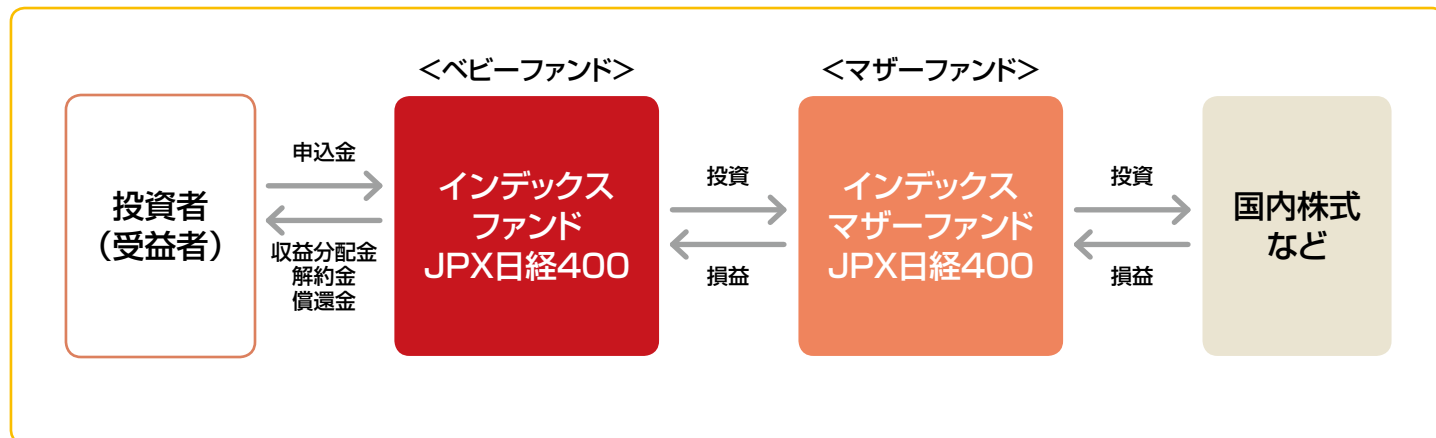 ＜ベビーファンド＞
＜マザーファンド＞
投資者
（受益者）
申込金
収益分配金
解約金
償還金
インデックス
ファンド
JPX日経400
投資
損益
インデックス
マザーファンド
JPX日経400
投資
損益
国内株式
など